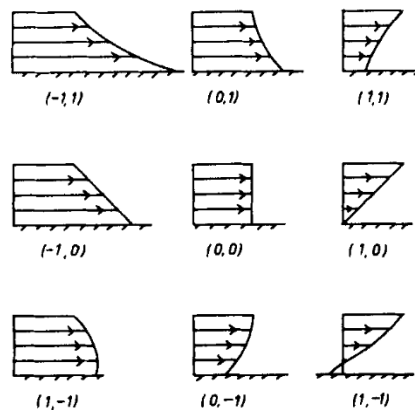 (-1,1) (0,1) (1,1)
(-1,0) (0,0) (1,0)
(1,-1) (0,-1) (1,-1)